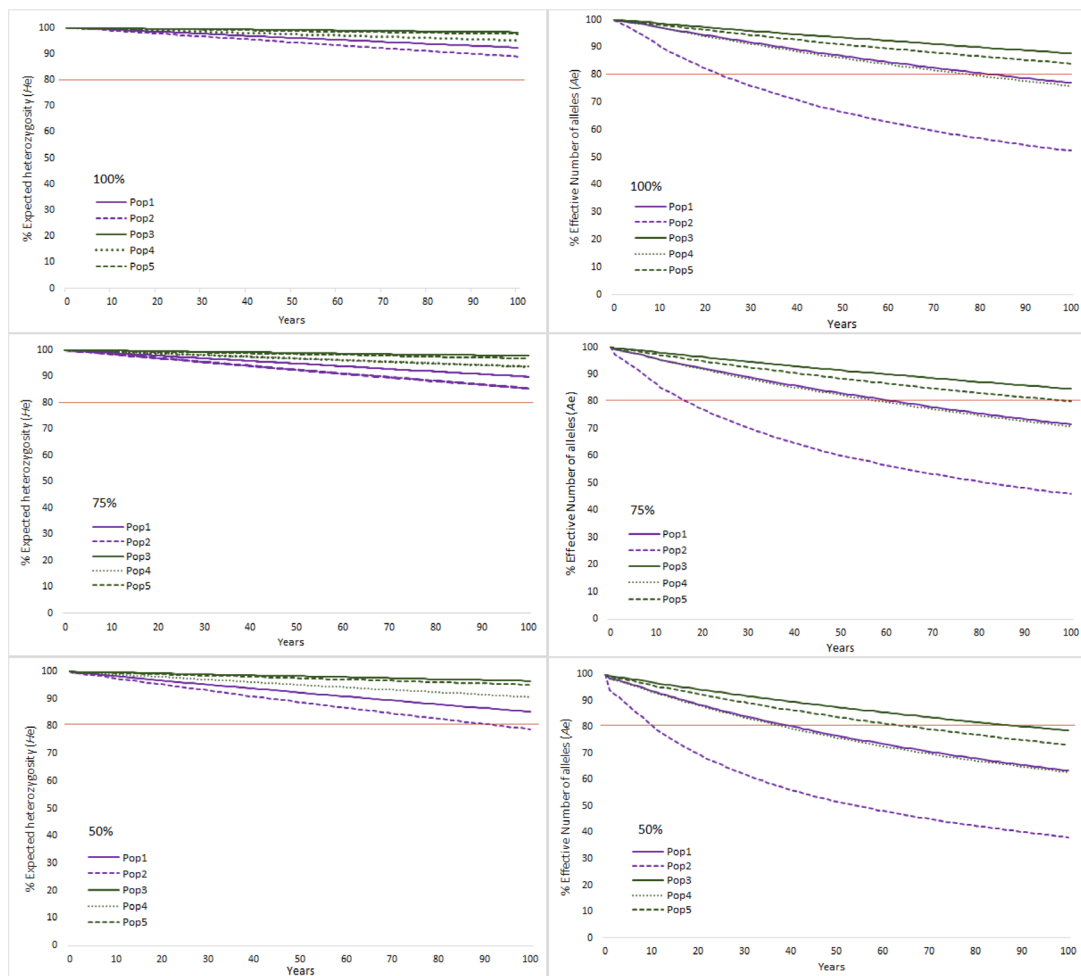 % Expected heterozygosity (He)
100
90
80
70
60
50
40
30
20
10
0
100%
Pop1
Pop2
Pop3
Pop4
Pop5
0 10 20 30 40 50 60 70 80 90 100
Years
% Effective Number of alleles (Ae)
100
90
80
70
60
50
40
30
20
10
0
100%
Pop1
Pop2
Pop3
Pop4
Pop5
0 10 20 30 40 50 60 70 80 90 100
Years
% Expected heterozygosity (He)
100
90
80
70
60
50
40
30
20
10
0
75%
Pop1
Pop2
Pop3
Pop4
Pop5
0 10 20 30 40 50 60 70 80 90 100
Years
% Effective Number of alleles (Ae)
100
90
80
70
60
50
40
30
20
10
0
75%
Pop1
Pop2
Pop3
Pop4
Pop5
0 10 20 30 40 50 60 70 80 90 100
Years
% Expected heterozygosity (He)
100
90
80
70
60
50
40
30
20
10
0
50%
Pop1
Pop2
Pop3
Pop4
Pop5
0 10 20 30 40 50 60 70 80 90 100
Years
% Effective Number of alleles (Ae)
100
90
80
70
60
50
40
30
20
10
0
50%
Pop1
Pop2
Pop3
Pop4
Pop5
0 10 20 30 40 50 60 70 80 90 100
Years